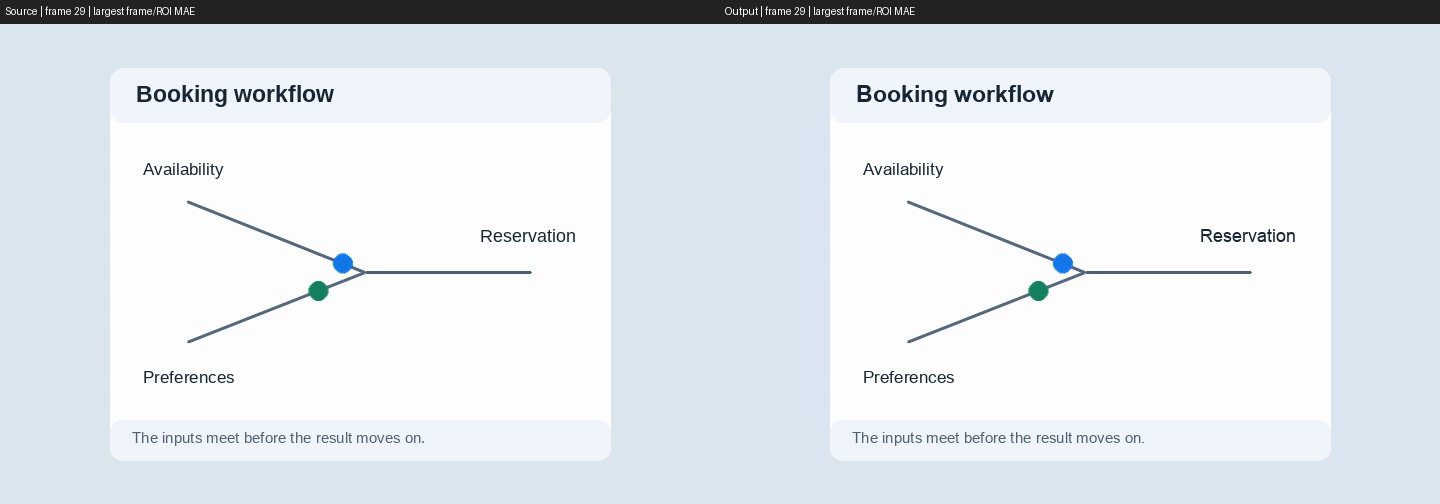 Source | frame 29 | largest frame/ROI MAE
Output | frame 29 | largest frame/ROI MAE
Booking workflow
Availability
Reservation
Preferences
The inputs meet before the result moves on.
Booking workflow
Availability
Reservation
Preferences
The inputs meet before the result moves on.